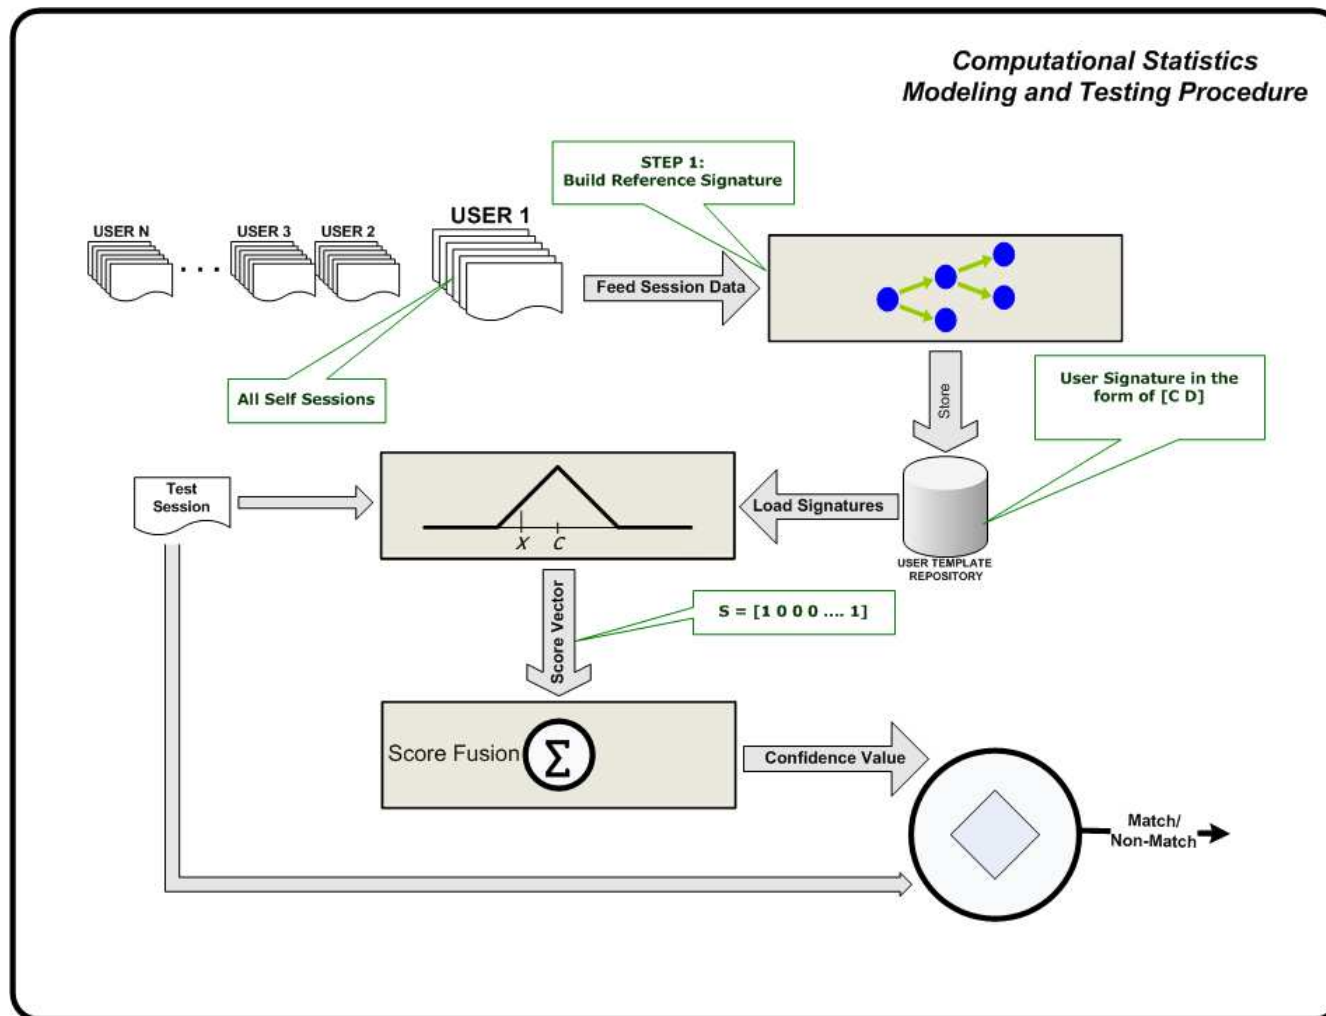 Computational Statistics
Modeling and Testing Procedure
STEP 1:
Build Reference Signature
USER N
USER 3
USER 2
USER 1
. . .
Feed Session Data
All Self Sessions
Store
User Signature in the
form of [C D]
Test
Session
X
C
Load Signatures
USER TEMPLATE
REPOSITORY
Score Vector
S = [1 0 0 0 .... 1]
Score Fusion
Σ
Confidence Value
Match/
Non-Match